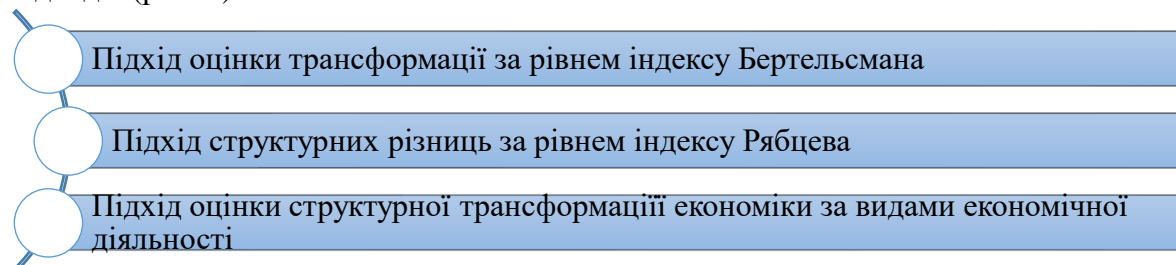 Підхід оцінки трансформації за рівнем індексу Бертельсмана
Підхід структурних різниць за рівнем індексу Рябцева
Підхід оцінки структурної трансформаціїї економіки за видами економічної
діяльності